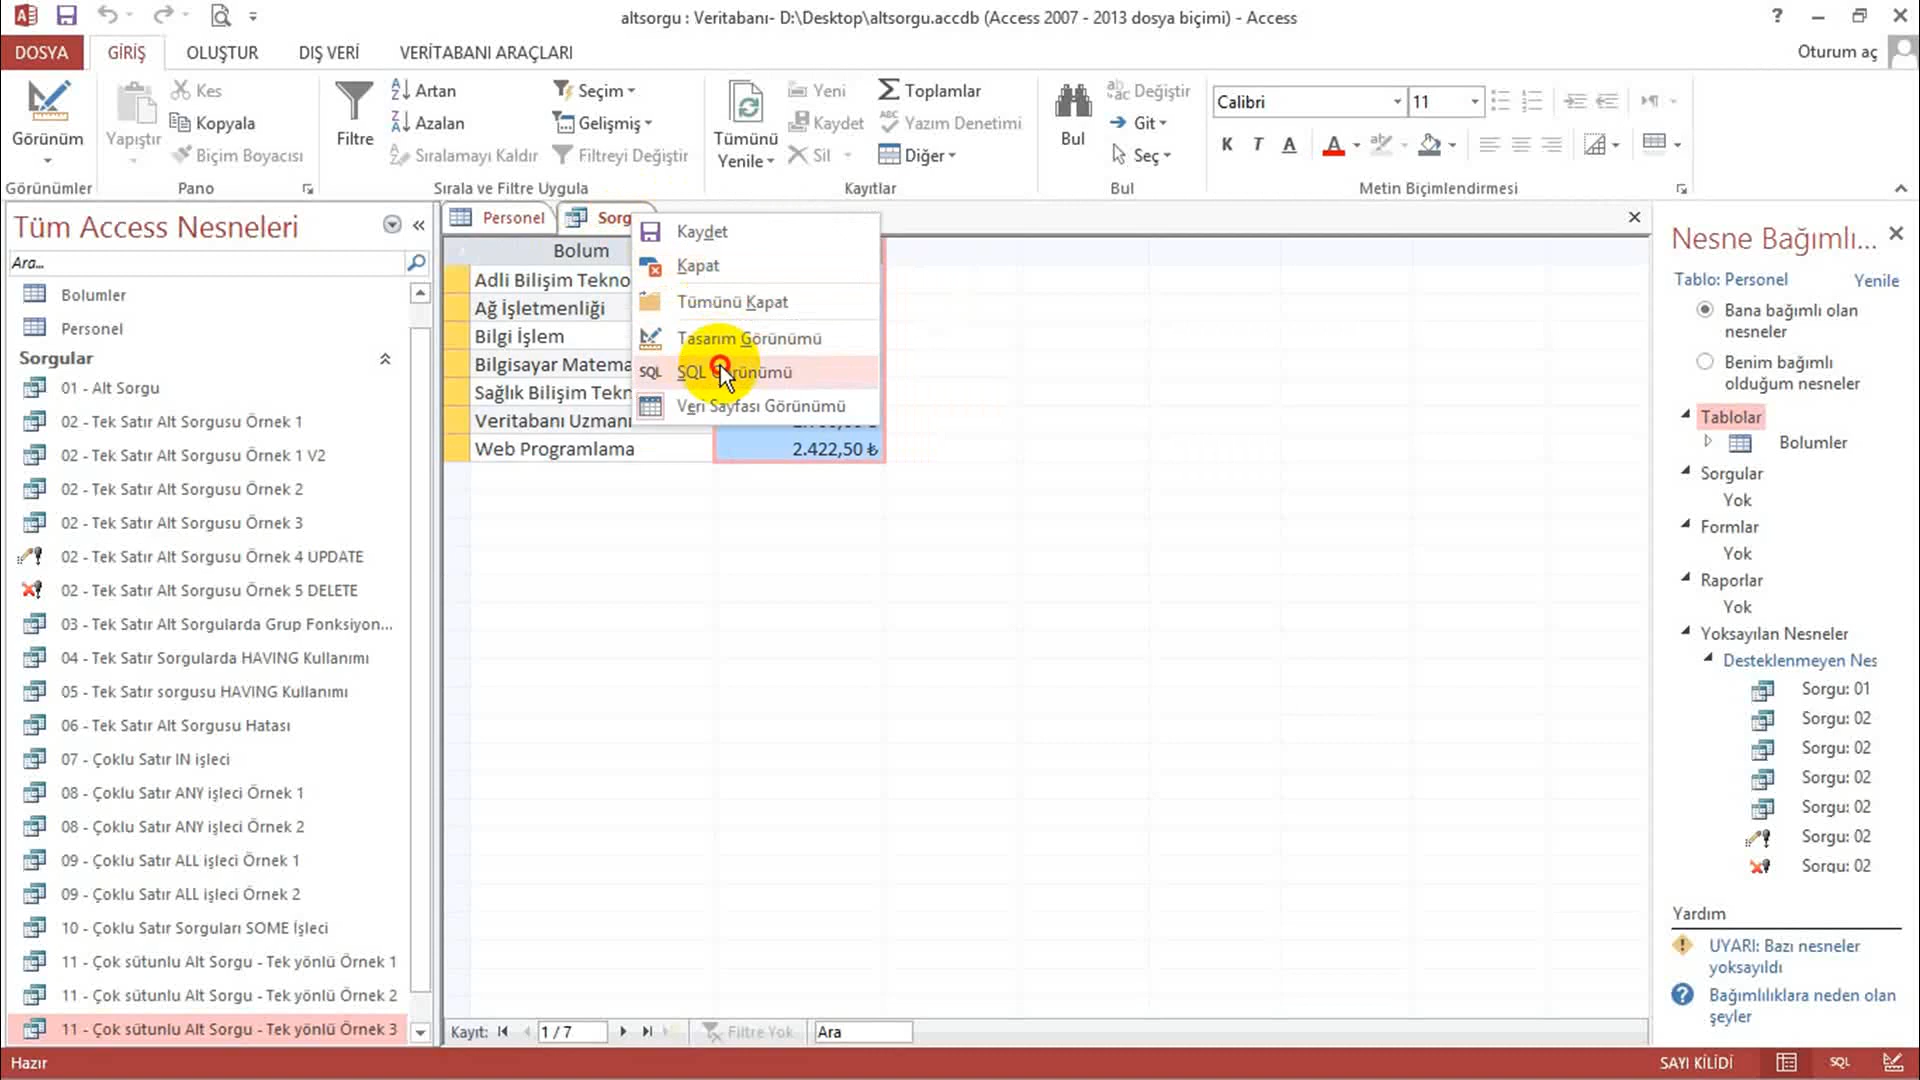 altsorgu : Veritabanı- D:\Desktop\altsorgu.accdb (Access 2007 - 2013 dosya biçimi) - Access
DOSYA GİRİŞ OLUŞTUR DIŞ VERİ VERİTABANI ARAÇLARI Oturum aç
Görünüm
Görünümler
Yapıştır
Kes
Kopyala
Biçim Boyacısı
Pano
Filtre
Artan
Azalan
Sıralamayı Kaldır
Seçim
Gelişmiş
Filtreyi Değiştir
Sırala ve Filtre Uygula
Tümünü
Yenile
Yeni
Kaydet
Sil
Toplamlar
Yazım Denetimi
Diğer
Kayıtlar
Bul
Değiştir
Git
Seç
Bul
Calibri 11
K T A
Metin Biçimlendirmesi
Tüm Access Nesneleri
Ara...
Bolumler
Personel
Sorgular
01 - Alt Sorgu
02 - Tek Satır Alt Sorgusu Örnek 1
02 - Tek Satır Alt Sorgusu Örnek 1 V2
02 - Tek Satır Alt Sorgusu Örnek 2
02 - Tek Satır Alt Sorgusu Örnek 3
02 - Tek Satır Alt Sorgusu Örnek 4 UPDATE
02 - Tek Satır Alt Sorgusu Örnek 5 DELETE
03 - Tek Satır Alt Sorgularda Grup Fonksiyon...
04 - Tek Satır Sorgularda HAVING Kullanımı
05 - Tek Satır sorgusu HAVING Kullanımı
06 - Tek Satır Alt Sorgusu Hatası
07 - Çoklu Satır IN işleci
08 - Çoklu Satır ANY işleci Örnek 1
08 - Çoklu Satır ANY işleci Örnek 2
09 - Çoklu Satır ALL işleci Örnek 1
09 - Çoklu Satır ALL işleci Örnek 2
10 - Çoklu Satır Sorguları SOME İşleci
11 - Çok sütunlu Alt Sorgu - Tek yönlü Örnek 1
11 - Çok sütunlu Alt Sorgu - Tek yönlü Örnek 2
11 - Çok sütunlu Alt Sorgu - Tek yönlü Örnek 3
Personel Sorg
Bolum
Adli Bilişim Tekno
Ağ İşletmenliği
Bilgi İşlem
Bilgisayar Matema
Sağlık Bilişim Tekn
Veritabanı Uzmanı
Web Programlama 2.422,50 ₺
Kaydet
Kapat
Tümünü Kapat
Tasarım Görünümü
SQL SQL Görünümü
Veri Sayfası Görünümü
Kayıt: 1 / 7 Filtre Yok Ara
Nesne Bağımlı...
Tablo: Personel Yenile
Bana bağımlı olan
nesneler
Benim bağımlı
olduğum nesneler
Tablolar
Bolumler
Sorgular
Yok
Formlar
Yok
Raporlar
Yok
Yoksayılan Nesneler
Desteklenmeyen Nes
Sorgu: 01
Sorgu: 02
Sorgu: 02
Sorgu: 02
Sorgu: 02
Sorgu: 02
Sorgu: 02
Yardım
UYARI: Bazı nesneler
yoksayıldı
Bağımlılıklara neden olan
şeyler
Hazır SAYI KİLİDİ SQL